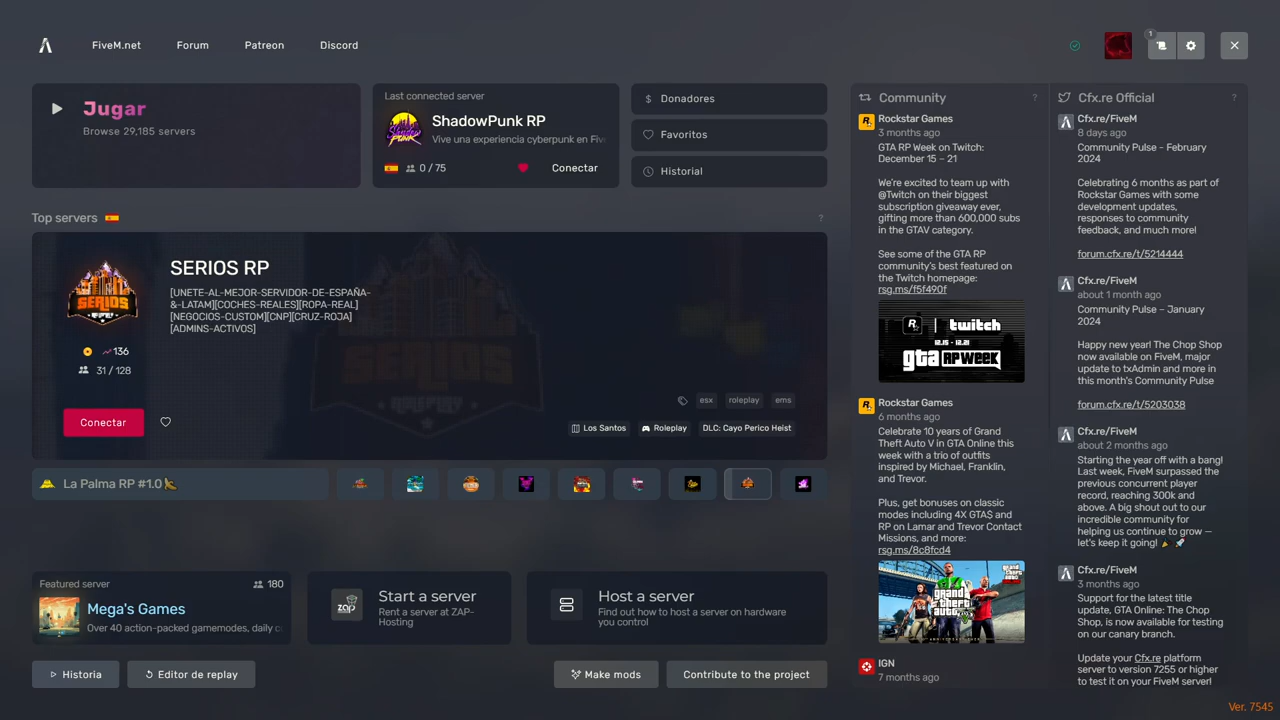 FiveM.net
Forum
Patreon
Discord
1
Jugar
Browse 29,185 servers
Last connected server
ShadowPunk RP
Vive una experiencia cyberpunk en Five
0 / 75
Conectar
$ Donadores
Favoritos
Historial
Top servers
?
SERIOS RP
[UNETE-AL-MEJOR-SERVIDOR-DE-ESPAÑA-
&-LATAM][COCHES-REALES][ROPA-REAL]
[NEGOCIOS-CUSTOM][CNP][CRUZ-ROJA]
[ADMINS-ACTIVOS]
SERIOS
136
31 / 128
Conectar
esx
roleplay
ems
Los Santos
Roleplay
DLC: Cayo Perico Heist
La Palma RP #1.0
Featured server
180
Mega's Games
Over 40 action-packed gamemodes, daily c
ZAP
Start a server
Rent a server at ZAP-
Hosting
Host a server
Find out how to host a server on hardware
you control
Historia
Editor de replay
Make mods
Contribute to the project
Community
?
Rockstar Games
3 months ago
GTA RP Week on Twitch:
December 15 – 21
We're excited to team up with
@Twitch on their biggest
subscription giveaway ever,
gifting more than 600,000 subs
in the GTAV category.
See some of the GTA RP
community's best featured on
the Twitch homepage:
rsg.ms/f5f490f
twitch
12.15 - 12.21
gta RP WEEK
Rockstar Games
6 months ago
Celebrate 10 years of Grand
Theft Auto V in GTA Online this
week with a trio of outfits
inspired by Michael, Franklin,
and Trevor.
Plus, get bonuses on classic
modes including 4X GTA$ and
RP on Lamar and Trevor Contact
Missions, and more:
rsg.ms/8c8fcd4
grand
theft
auto
IGN
7 months ago
Cfx.re Official
?
Cfx.re/FiveM
8 days ago
Community Pulse - February
2024
Celebrating 6 months as part of
Rockstar Games with some
development updates,
responses to community
feedback, and much more!
forum.cfx.re/t/5214444
Cfx.re/FiveM
about 1 month ago
Community Pulse – January
2024
Happy new year! The Chop Shop
now available on FiveM, major
update to txAdmin and more in
this month's Community Pulse
forum.cfx.re/t/5203038
Cfx.re/FiveM
about 2 months ago
Starting the year off with a bang!
Last week, FiveM surpassed the
previous concurrent player
record, reaching 300k and
above. A big shout out to our
incredible community for
helping us continue to grow —
let's keep it going!
Cfx.re/FiveM
3 months ago
Support for the latest title
update, GTA Online: The Chop
Shop, is now available for testing
on our canary branch.
Update your Cfx.re platform
server to version 7255 or higher
to test it on your FiveM server!
Ver. 7545